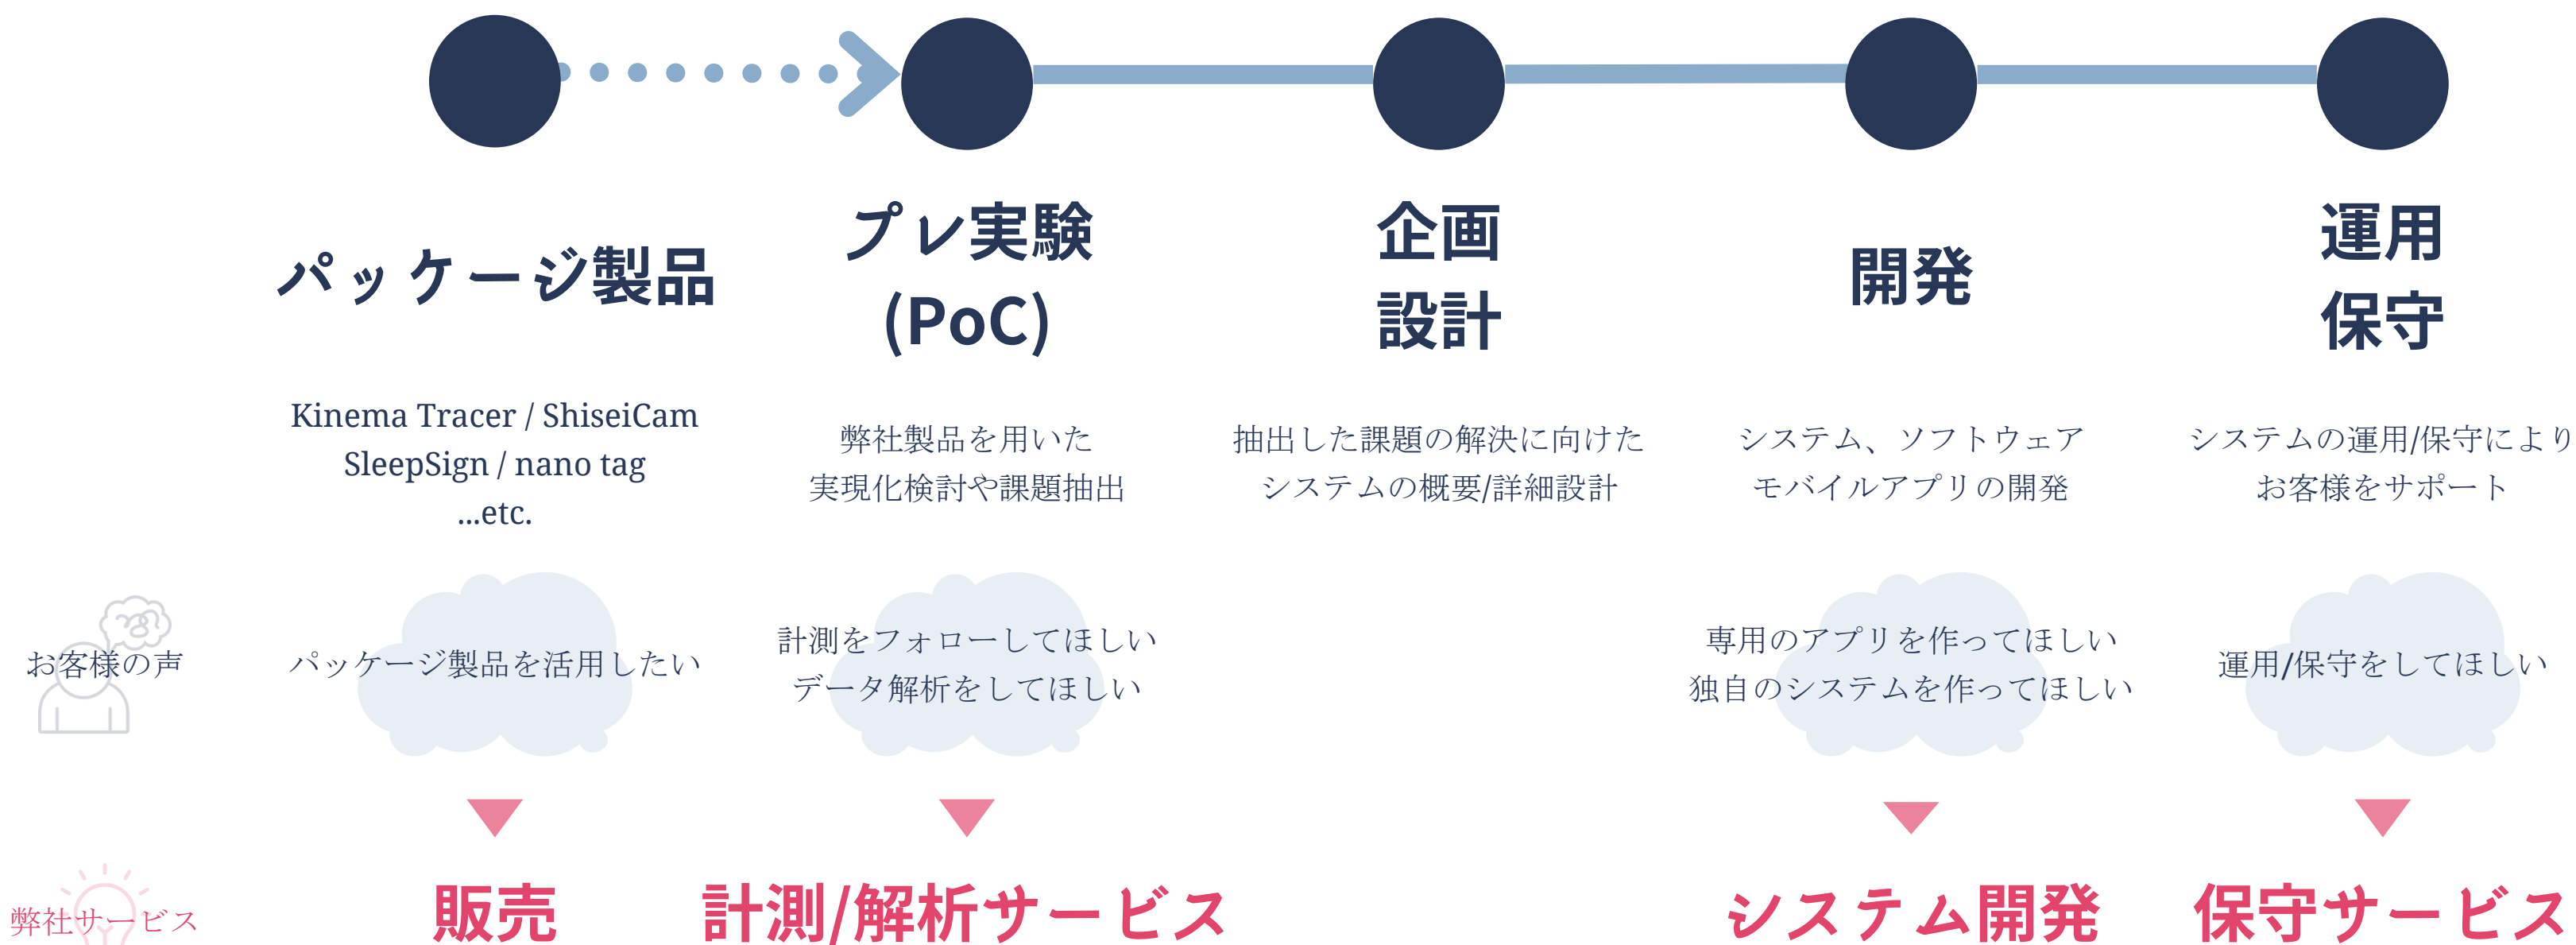 パッケージ製品
プレ実験
(PoC)
企画
設計
開発
運用
保守
Kinema Tracer / ShiseiCam
SleepSign / nano tag
...etc.
弊社製品を用いた
実現化検討や課題抽出
抽出した課題の解決に向けた
システムの概要/詳細設計
システム、ソフトウェア
モバイルアプリの開発
システムの運用/保守により
お客様をサポート
お客様の声
パッケージ製品を活用したい
計測をフォローしてほしい
データ解析をしてほしい
専用のアプリを作ってほしい
独自のシステムを作ってほしい
運用/保守をしてほしい
弊社サービス
販売
計測/解析サービス
システム開発
保守サービス